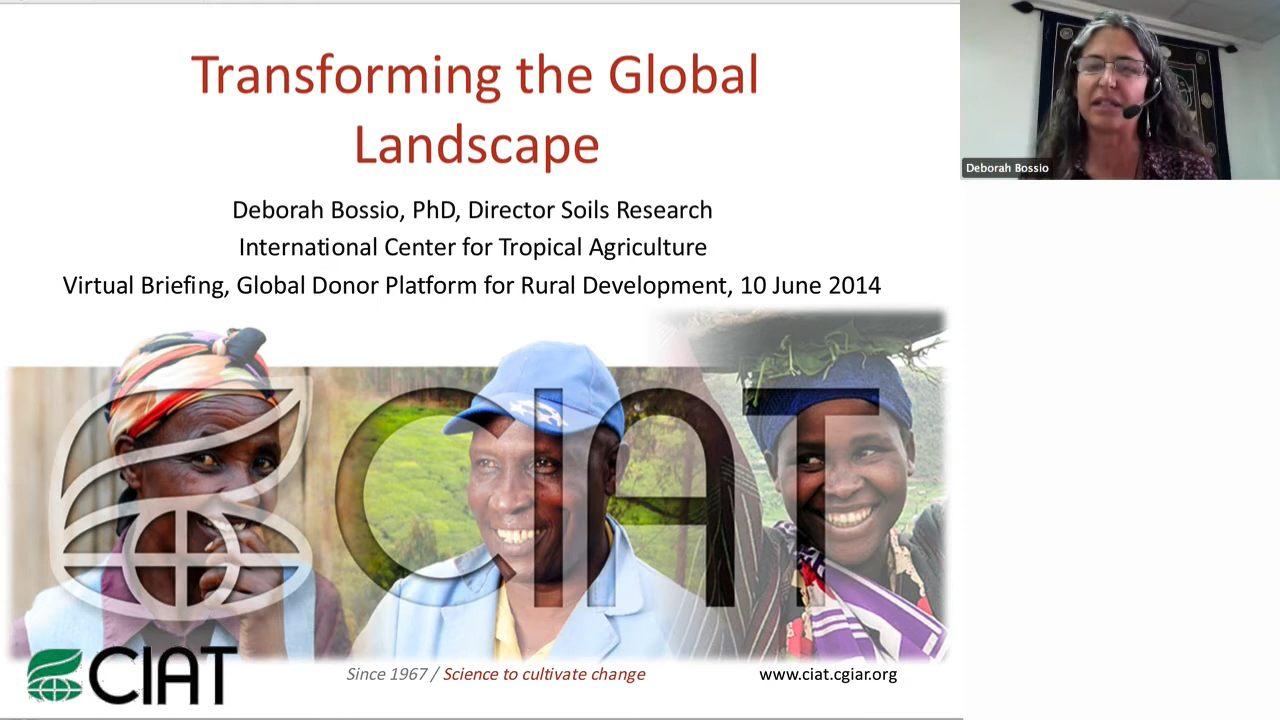 Transforming the Global
Landscape
Deborah Bossio, PhD, Director Soils Research
International Center for Tropical Agriculture
Virtual Briefing, Global Donor Platform for Rural Development, 10 June 2014
CIAT
CIAT
Since 1967 / Science to cultivate change
www.ciat.cgiar.org
Deborah Bossio